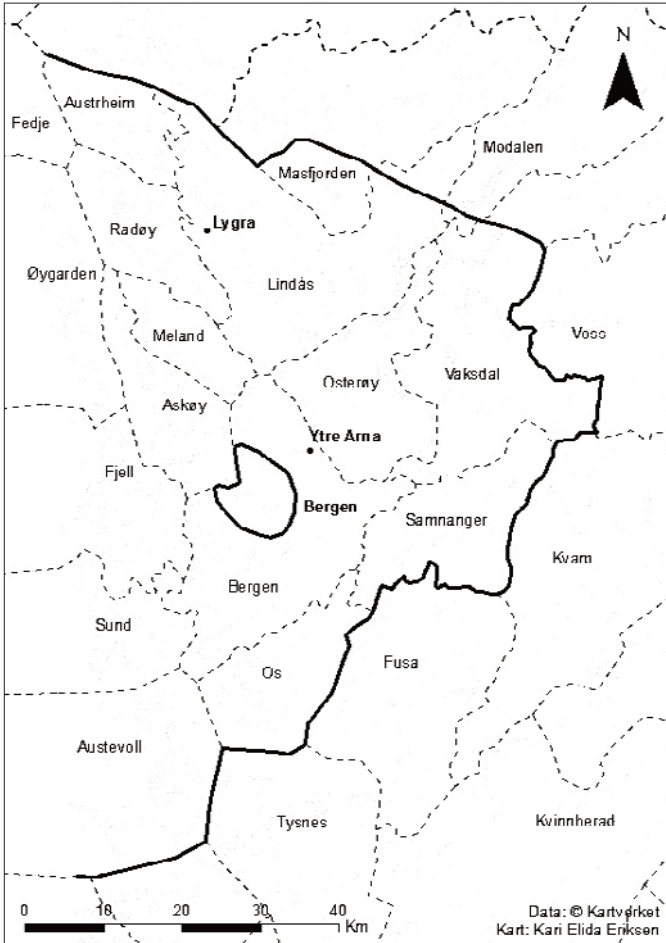 N
Austrheim
Fedje
Modalen
Masfjorden
Lygra
Radøy
Øygarden
Lindås
Meland
Voss
Osterøy
Vaksdal
Askøy
Ytre Arna
Fjell
Bergen
Samnanger
Kvam
Bergen
Sund
Fusa
Os
Austevoll
Tysnes
Kvinnherad
0 10 20 30 40
Km
Data: © Kartverket
Kart: Kari Elida Eriksen